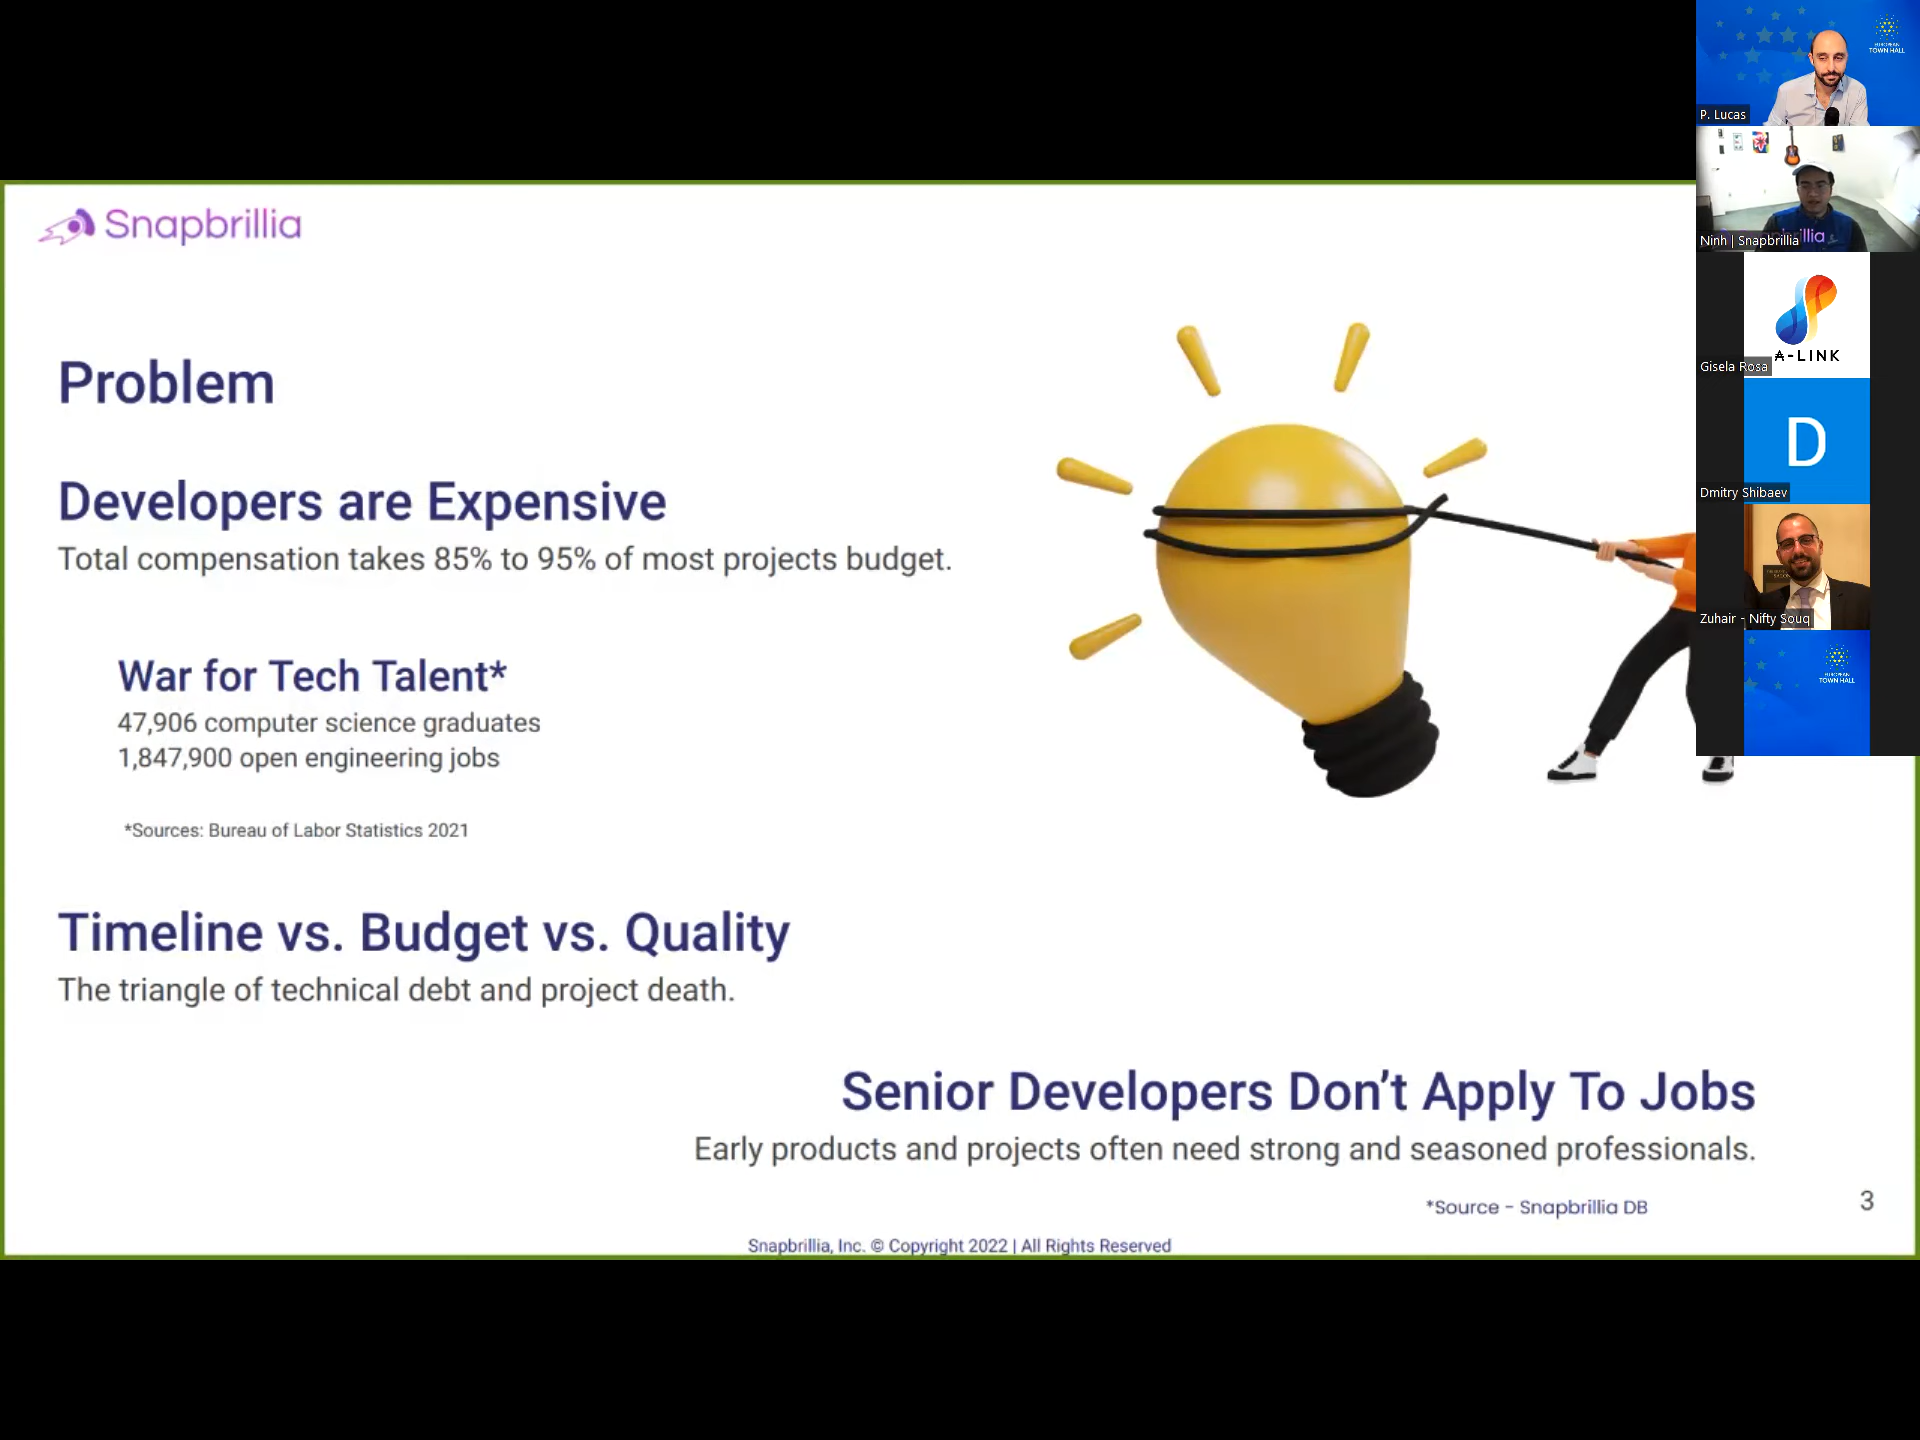 Snapbrillia
Problem
Developers are Expensive
Total compensation takes 85% to 95% of most projects budget.
War for Tech Talent*
47,906 computer science graduates
1,847,900 open engineering jobs
*Sources: Bureau of Labor Statistics 2021
Timeline vs. Budget vs. Quality
The triangle of technical debt and project death.
Senior Developers Don’t Apply To Jobs
Early products and projects often need strong and seasoned professionals.
*Source - Snapbrillia DB
3
Snapbrillia, Inc. © Copyright 2022 | All Rights Reserved
EUROPEAN
TOWN HALL
P. Lucas
Ninh | Snapbrillia
A-LINK
Gisela Rosa
D
Dmitry Shibaev
Zuhair - Nifty Souq
EUROPEAN
TOWN HALL